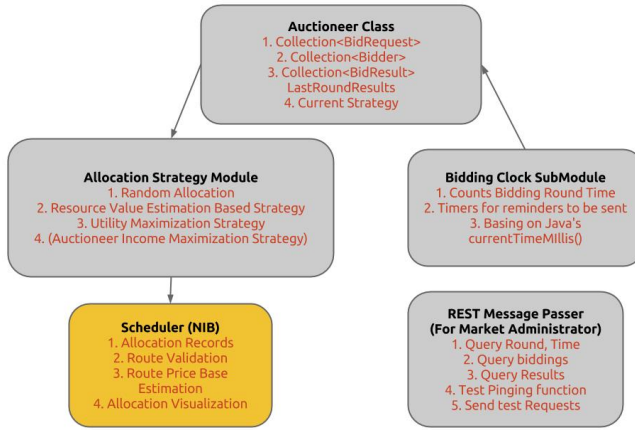 Auctioneer Class
1. Collection<BidRequest>
2. Collection<Bidder>
3. Collection<BidResult>
LastRoundResults
4. Current Strategy
Allocation Strategy Module
1. Random Allocation
2. Resource Value Estimation Based Strategy
3. Utility Maximization Strategy
4. (Auctioneer Income Maximization Strategy)
Bidding Clock SubModule
1. Counts Bidding Round Time
2. Timers for reminders to be sent
3. Basing on Java's
currentTimeMIllis()
Scheduler (NIB)
1. Allocation Records
2. Route Validation
3. Route Price Base
Estimation
4. Allocation Visualization
REST Message Passer
(For Market Administrator)
1. Query Round, Time
2. Query biddings
3. Query Results
4. Test Pinging function
5. Send test Requests